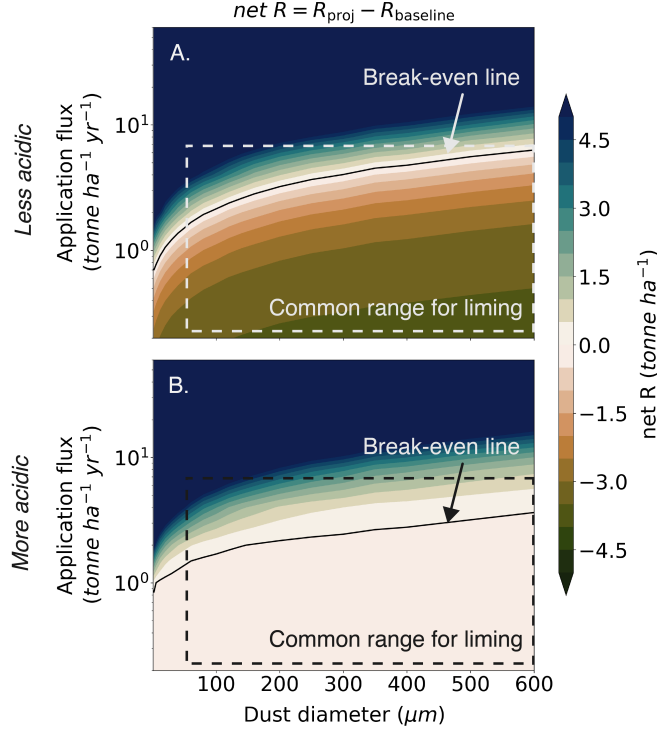 net R = R_proj − R_baseline
A.
Break-even line
Common range for liming
Less acidic
Application flux
(tonne ha⁻¹ yr⁻¹)
10¹
10⁰
B.
Break-even line
Common range for liming
More acidic
Application flux
(tonne ha⁻¹ yr⁻¹)
10¹
10⁰
100 200 300 400 500 600
Dust diameter (μm)
4.5
3.0
1.5
0.0
−1.5
−3.0
−4.5
net R (tonne ha⁻¹)